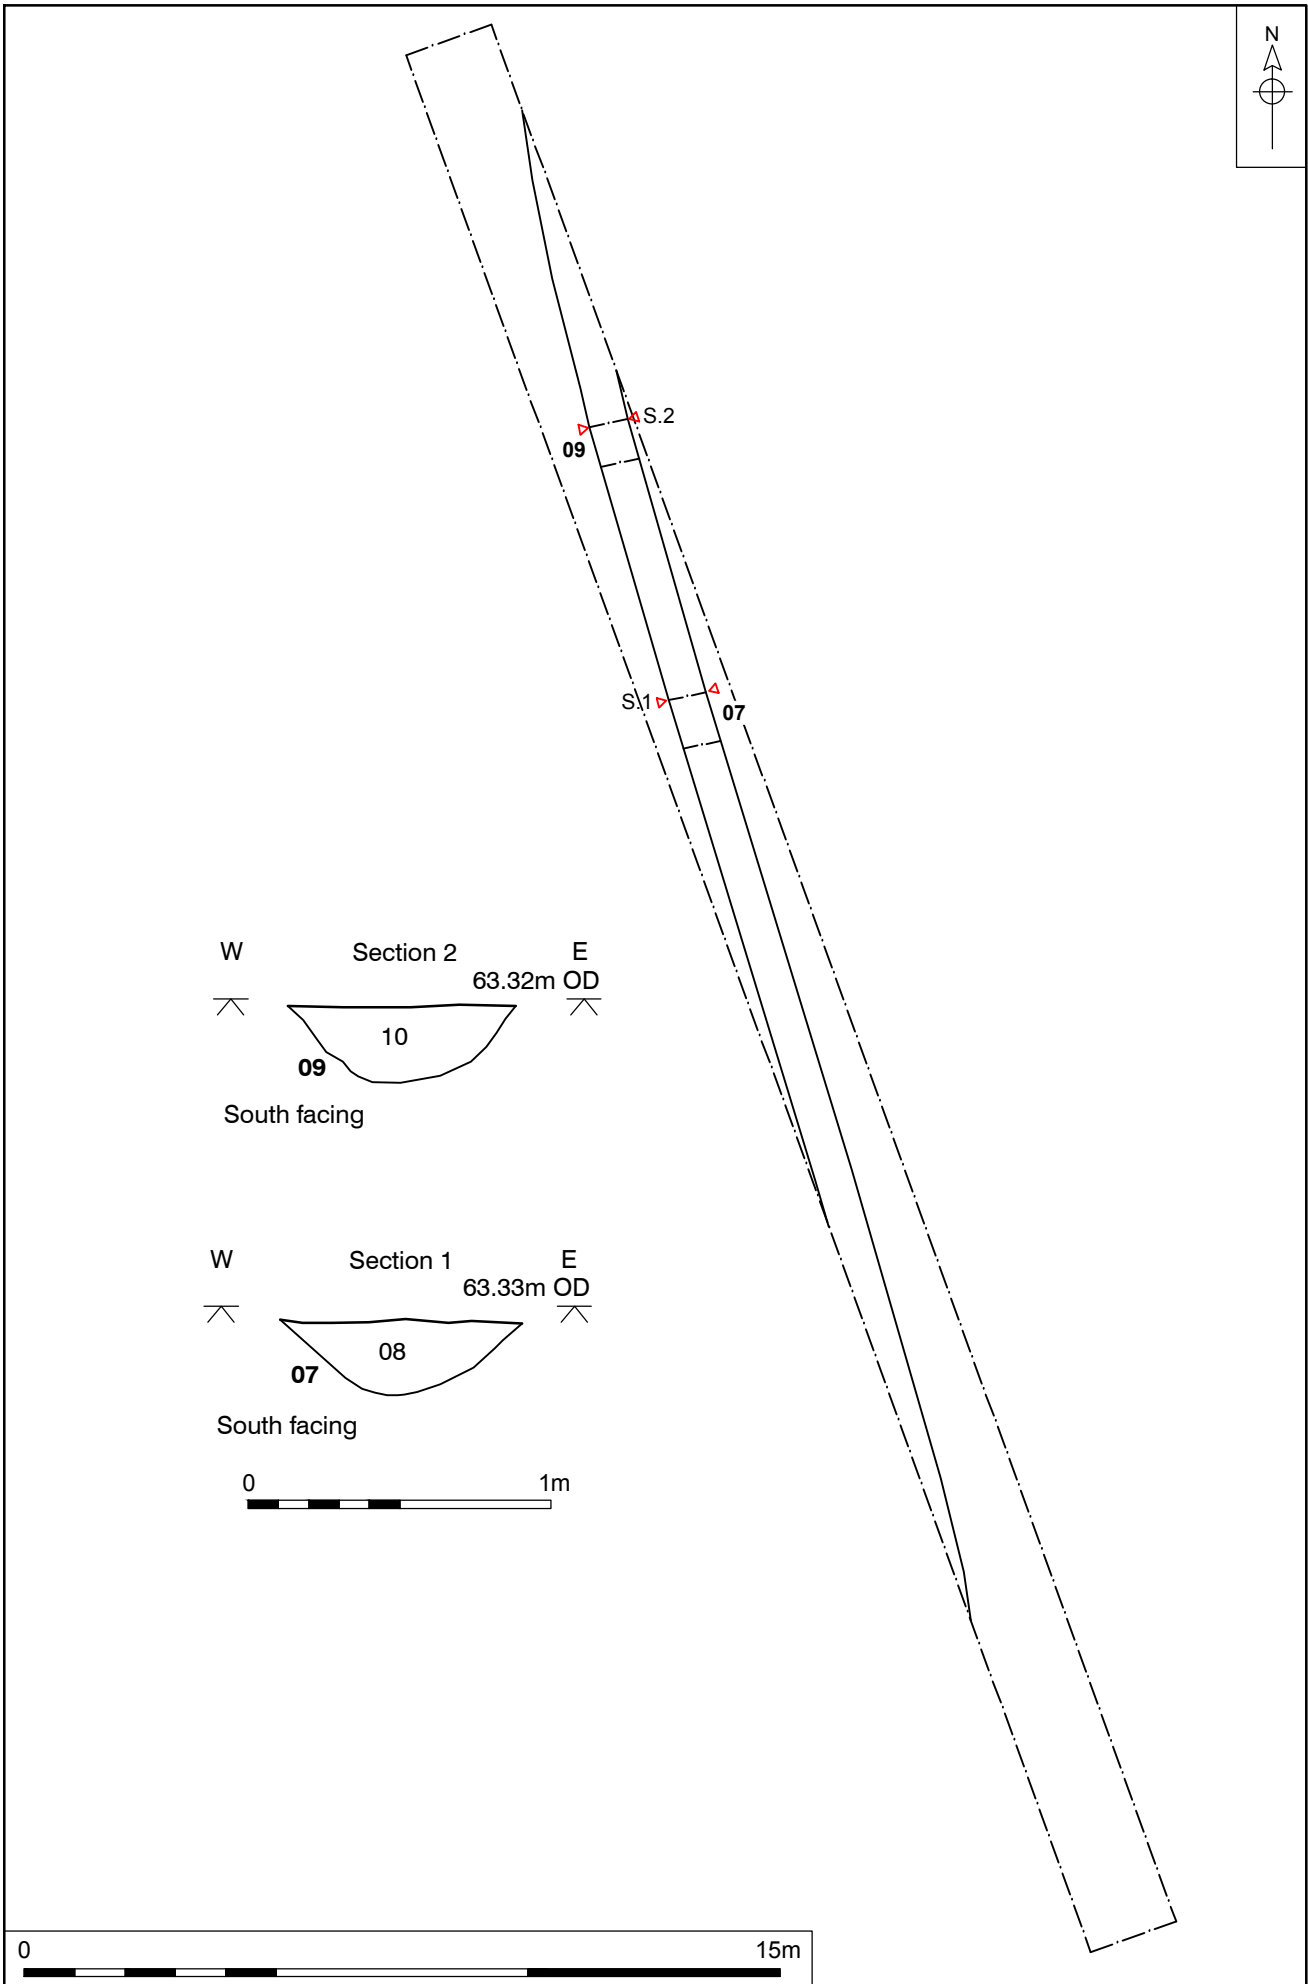 N
S.2
09
S.1
07
W Section 2 E
63.32m OD
10
09
South facing
W Section 1 E
63.33m OD
08
07
South facing
0 1m
0 15m